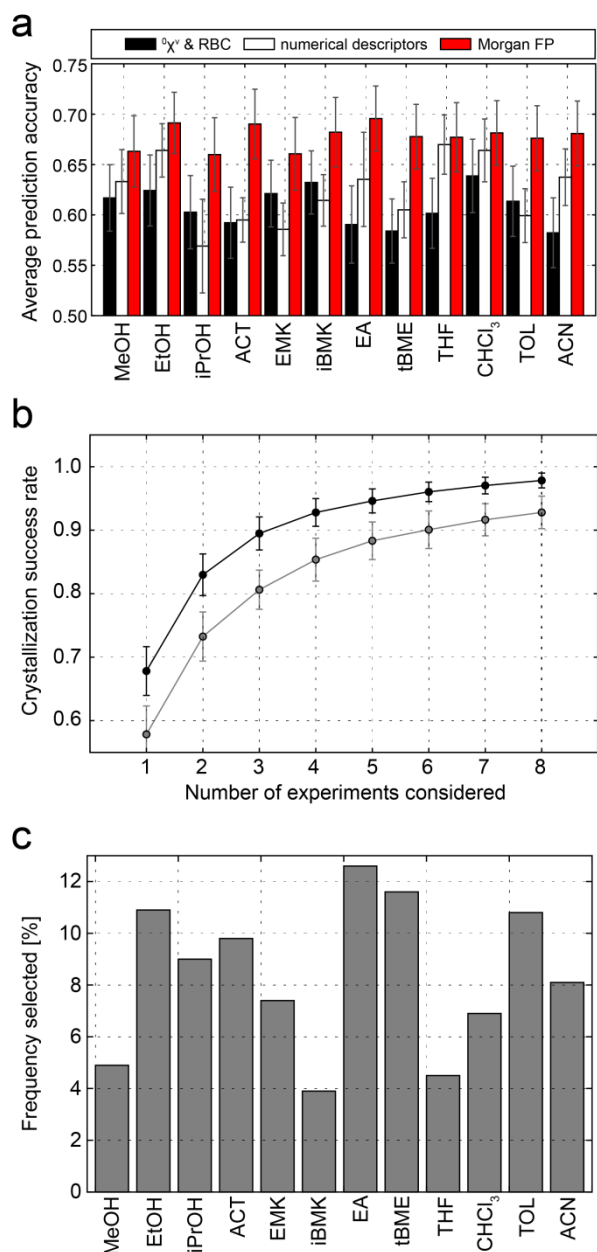 a
⁰χᵛ & RBC numerical descriptors Morgan FP
Average prediction accuracy
0.75
0.70
0.65
0.60
0.55
0.50
MeOH
EtOH
iPrOH
ACT
EMK
iBMK
EA
tBME
THF
CHCl₃
TOL
ACN
b
Crystallization success rate
1.0
0.9
0.8
0.7
0.6
1 2 3 4 5 6 7 8
Number of experiments considered
c
Frequency selected [%]
12
10
8
6
4
2
0
MeOH
EtOH
iPrOH
ACT
EMK
iBMK
EA
tBME
THF
CHCl₃
TOL
ACN